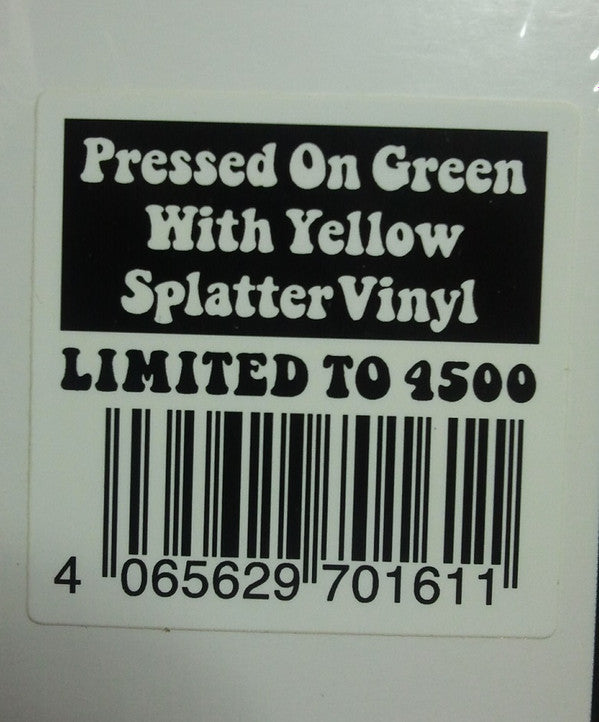 Pressed On Green
With Yellow
Splatter Vinyl
LIMITED TO 4500
4 065629 701611